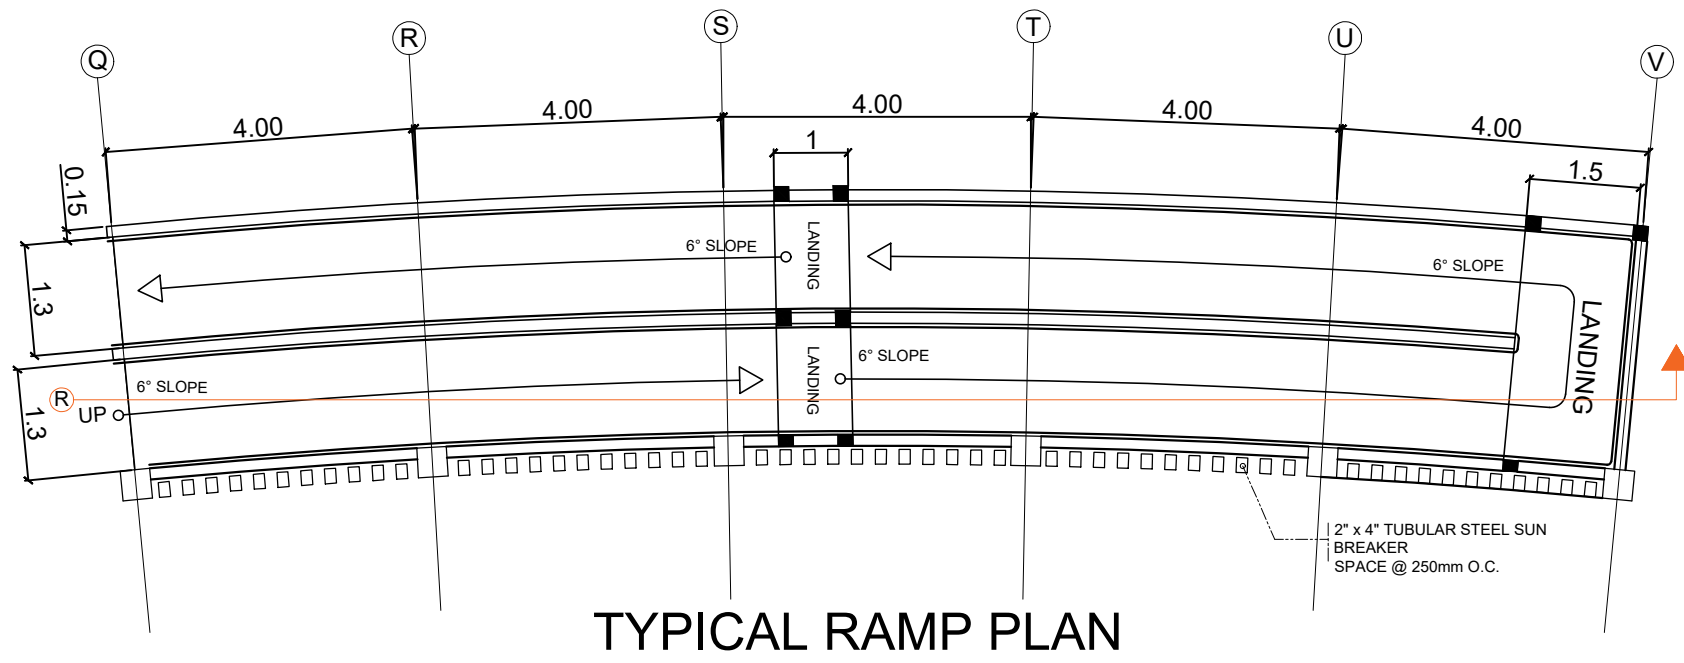 Q
R
S
T
U
V
4.00
4.00
4.00
4.00
4.00
1
1.5
0.15
1.3
1.3
6° SLOPE
LANDING
6° SLOPE
LANDING
6° SLOPE
LANDING
6° SLOPE
R
UP
2" x 4" TUBULAR STEEL SUN
BREAKER
SPACE @ 250mm O.C.
TYPICAL RAMP PLAN